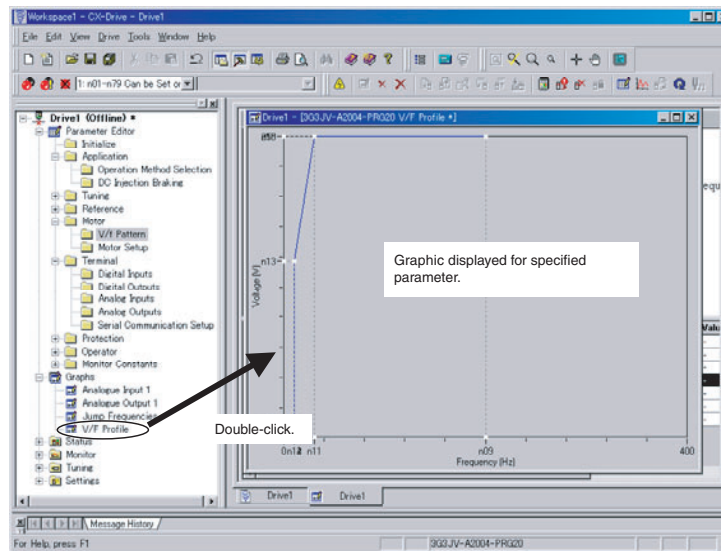 Workspace1 - CX-Drive - Drive1
File Edit View Drive Tools Window Help
1: n01-n79 Can be Set or
Drive1 (Offline) *
Parameter Editor
Initialize
Application
Operation Method Selection
DC Injection Braking
Tuning
Reference
Motor
V/f Pattern
Motor Setup
Terminal
Digital Inputs
Digital Outputs
Analog Inputs
Analog Outputs
Serial Communication Setup
Protection
Operator
Monitor Constants
Graphs
Analogue Input 1
Analogue Output 1
Jump Frequencies
V/F Profile
Status
Monitor
Tuning
Settings
Double-click.
Drive1 - [3G3JV-A2004-PRG20 V/F Profile *]
n13
Voltage [V]
Graphic displayed for specified
parameter.
n11
n09
400
Frequency [Hz]
equ
Valu
Drive1
Drive1
Message History
For Help, press F1
3G3JV-A2004-PRG20